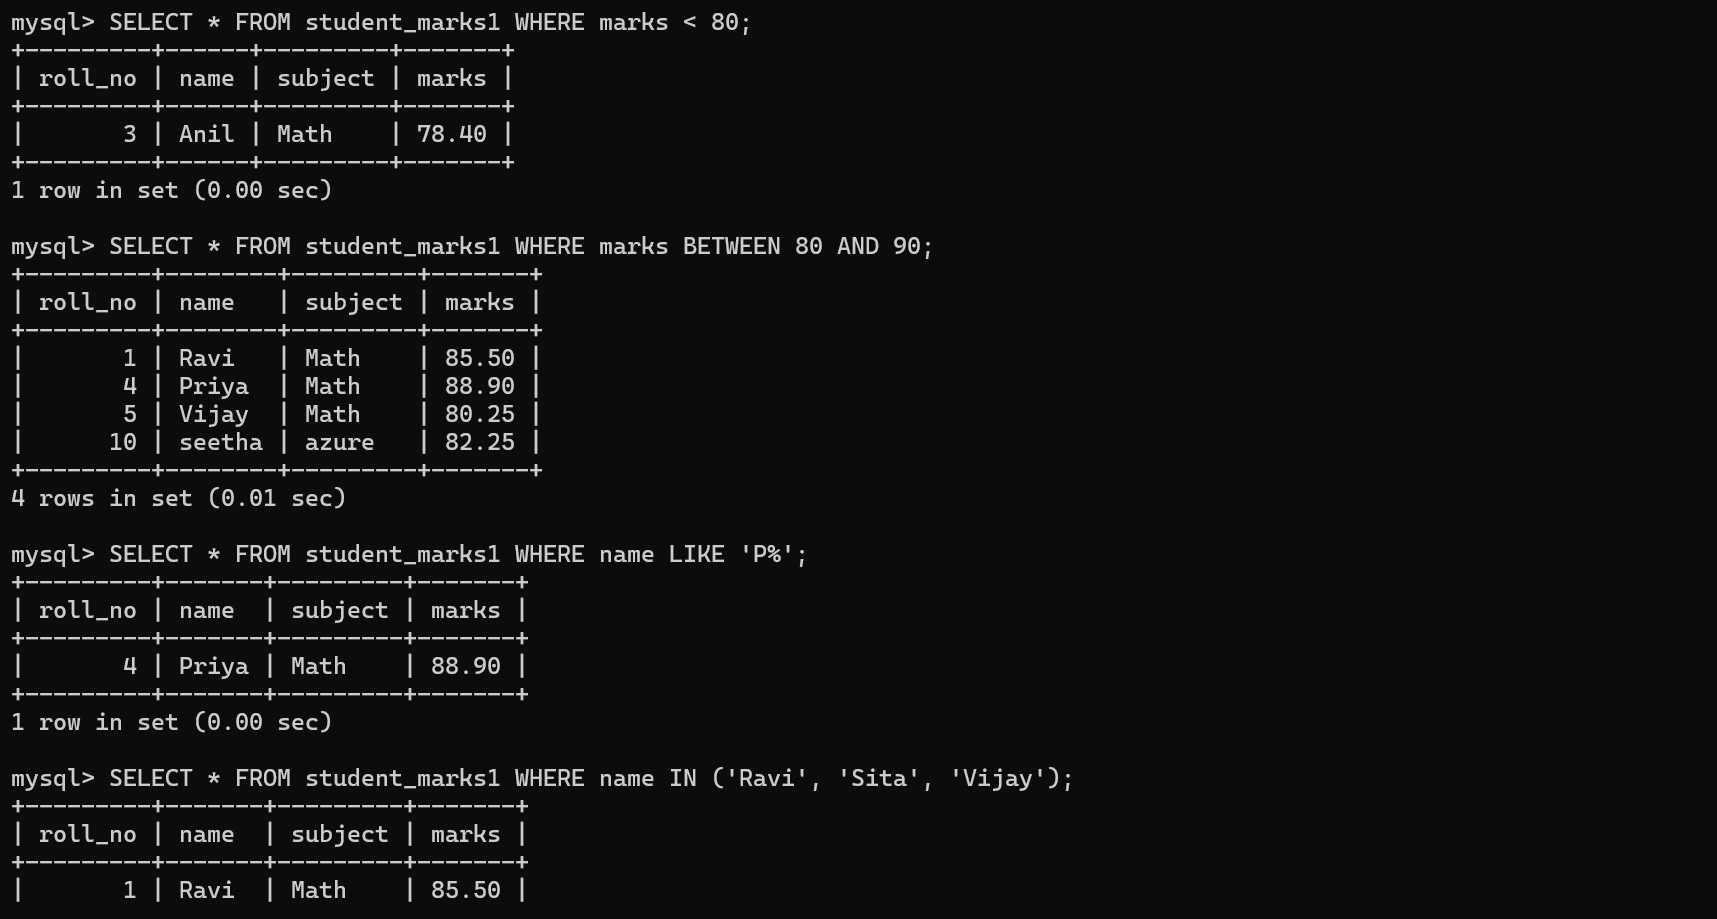 mysql> SELECT * FROM student_marks1 WHERE marks < 80;
+---------+------+---------+-------+
| roll_no | name | subject | marks |
+---------+------+---------+-------+
|       3 | Anil | Math    | 78.40 |
+---------+------+---------+-------+
1 row in set (0.00 sec)

mysql> SELECT * FROM student_marks1 WHERE marks BETWEEN 80 AND 90;
+---------+--------+---------+-------+
| roll_no | name   | subject | marks |
+---------+--------+---------+-------+
|       1 | Ravi   | Math    | 85.50 |
|       4 | Priya  | Math    | 88.90 |
|       5 | Vijay  | Math    | 80.25 |
|      10 | seetha | azure   | 82.25 |
+---------+--------+---------+-------+
4 rows in set (0.01 sec)

mysql> SELECT * FROM student_marks1 WHERE name LIKE 'P%';
+---------+-------+---------+-------+
| roll_no | name  | subject | marks |
+---------+-------+---------+-------+
|       4 | Priya | Math    | 88.90 |
+---------+-------+---------+-------+
1 row in set (0.00 sec)

mysql> SELECT * FROM student_marks1 WHERE name IN ('Ravi', 'Sita', 'Vijay');
+---------+-------+---------+-------+
| roll_no | name  | subject | marks |
+---------+-------+---------+-------+
|       1 | Ravi  | Math    | 85.50 |